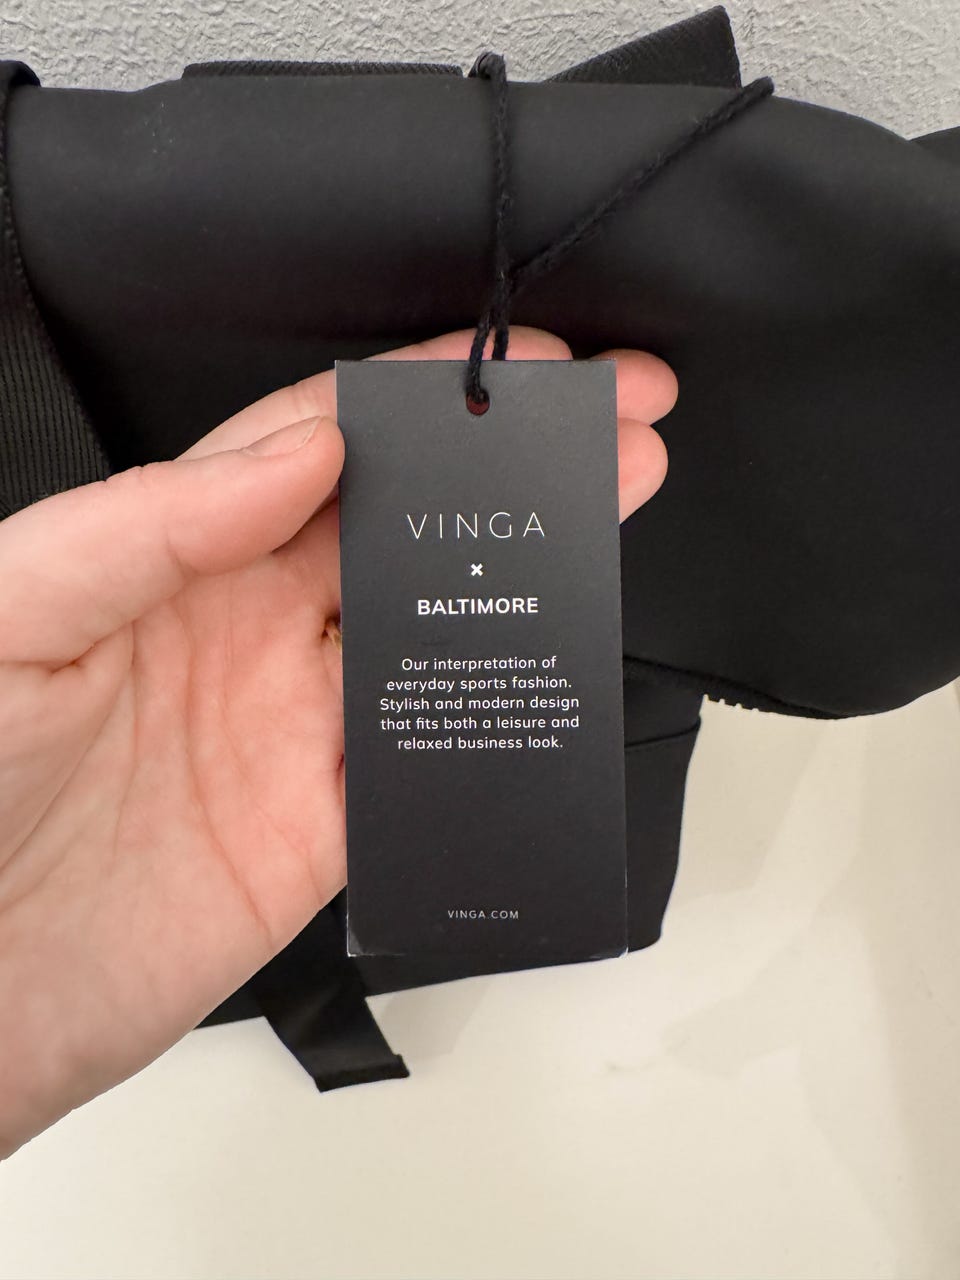 VINGA
×
BALTIMORE
Our interpretation of
everyday sports fashion.
Stylish and modern design
that fits both a leisure and
relaxed business look.
VINGA.COM